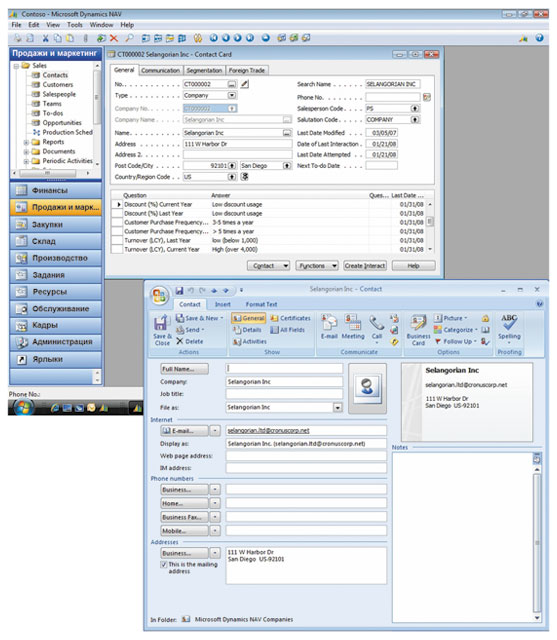 Contoso - Microsoft Dynamics NAV
File Edit View Tools Window Help
Продажи и маркетинг
Sales
Contacts
Customers
Salespeople
Teams
To-dos
Opportunities
Production Sched
Reports
Documents
Periodic Activities
Финансы
Продажи и марк...
Закупки
Склад
Производство
Задания
Ресурсы
Обслуживание
Кадры
Администрация
Ярлыки
Phone No.:
CT000002 Selangorian Inc - Contact Card
General Communication Segmentation Foreign Trade
No. CT000002
Type Company
Company No. CT000002
Company Name Selangorian Inc
Name Selangorian Inc
Address 111 W Harbor Dr
Address 2
Post Code/City 92101 San Diego
Country/Region Code US
Search Name SELANGORIAN INC
Phone No.
Salesperson Code PS
Salutation Code COMPANY
Last Date Modified 03/05/07
Date of Last Interaction 01/21/08
Last Date Attempted 01/21/08
Next To-do Date
Question Answer Ques... Last Date ...
Discount (%) Current Year Low discount usage 01/31/08
Discount (%) Last Year Low discount usage 01/31/08
Customer Purchase Frequency... 3-5 times a year 01/31/08
Customer Purchase Frequency... > 5 times a year 01/31/08
Turnover (LCY), Last Year low (below 1,000) 01/31/08
Turnover (LCY), Current Year High (over 4,000) 01/31/08
Contact Functions Create Interact Help
Selangorian Inc - Contact
Contact Insert Format Text
Save & Close
Save & New
Send
Delete
Actions
General
Details
Activities
Certificates
All Fields
Show
E-mail Meeting Call
Communicate
Business Card
Picture
Categorize
Follow Up
Options
ABC
Spelling
Proofing
Full Name...
Company: Selangorian Inc
Job title:
File as: Selangorian Inc
Internet
E-mail... selangorian.ltd@cronuscorp.net
Display as: Selangorian Inc. (selangorian.ltd@cronuscorp.net)
Web page address:
IM address:
Phone numbers
Business...
Home...
Business Fax...
Mobile...
Addresses
Business... 111 W Harbor Dr
San Diego US-92101
This is the mailing address
Selangorian Inc
selangorian.ltd@cronuscorp.net
111 W Harbor Dr
San Diego US-92101
Notes
In Folder: Microsoft Dynamics NAV Companies